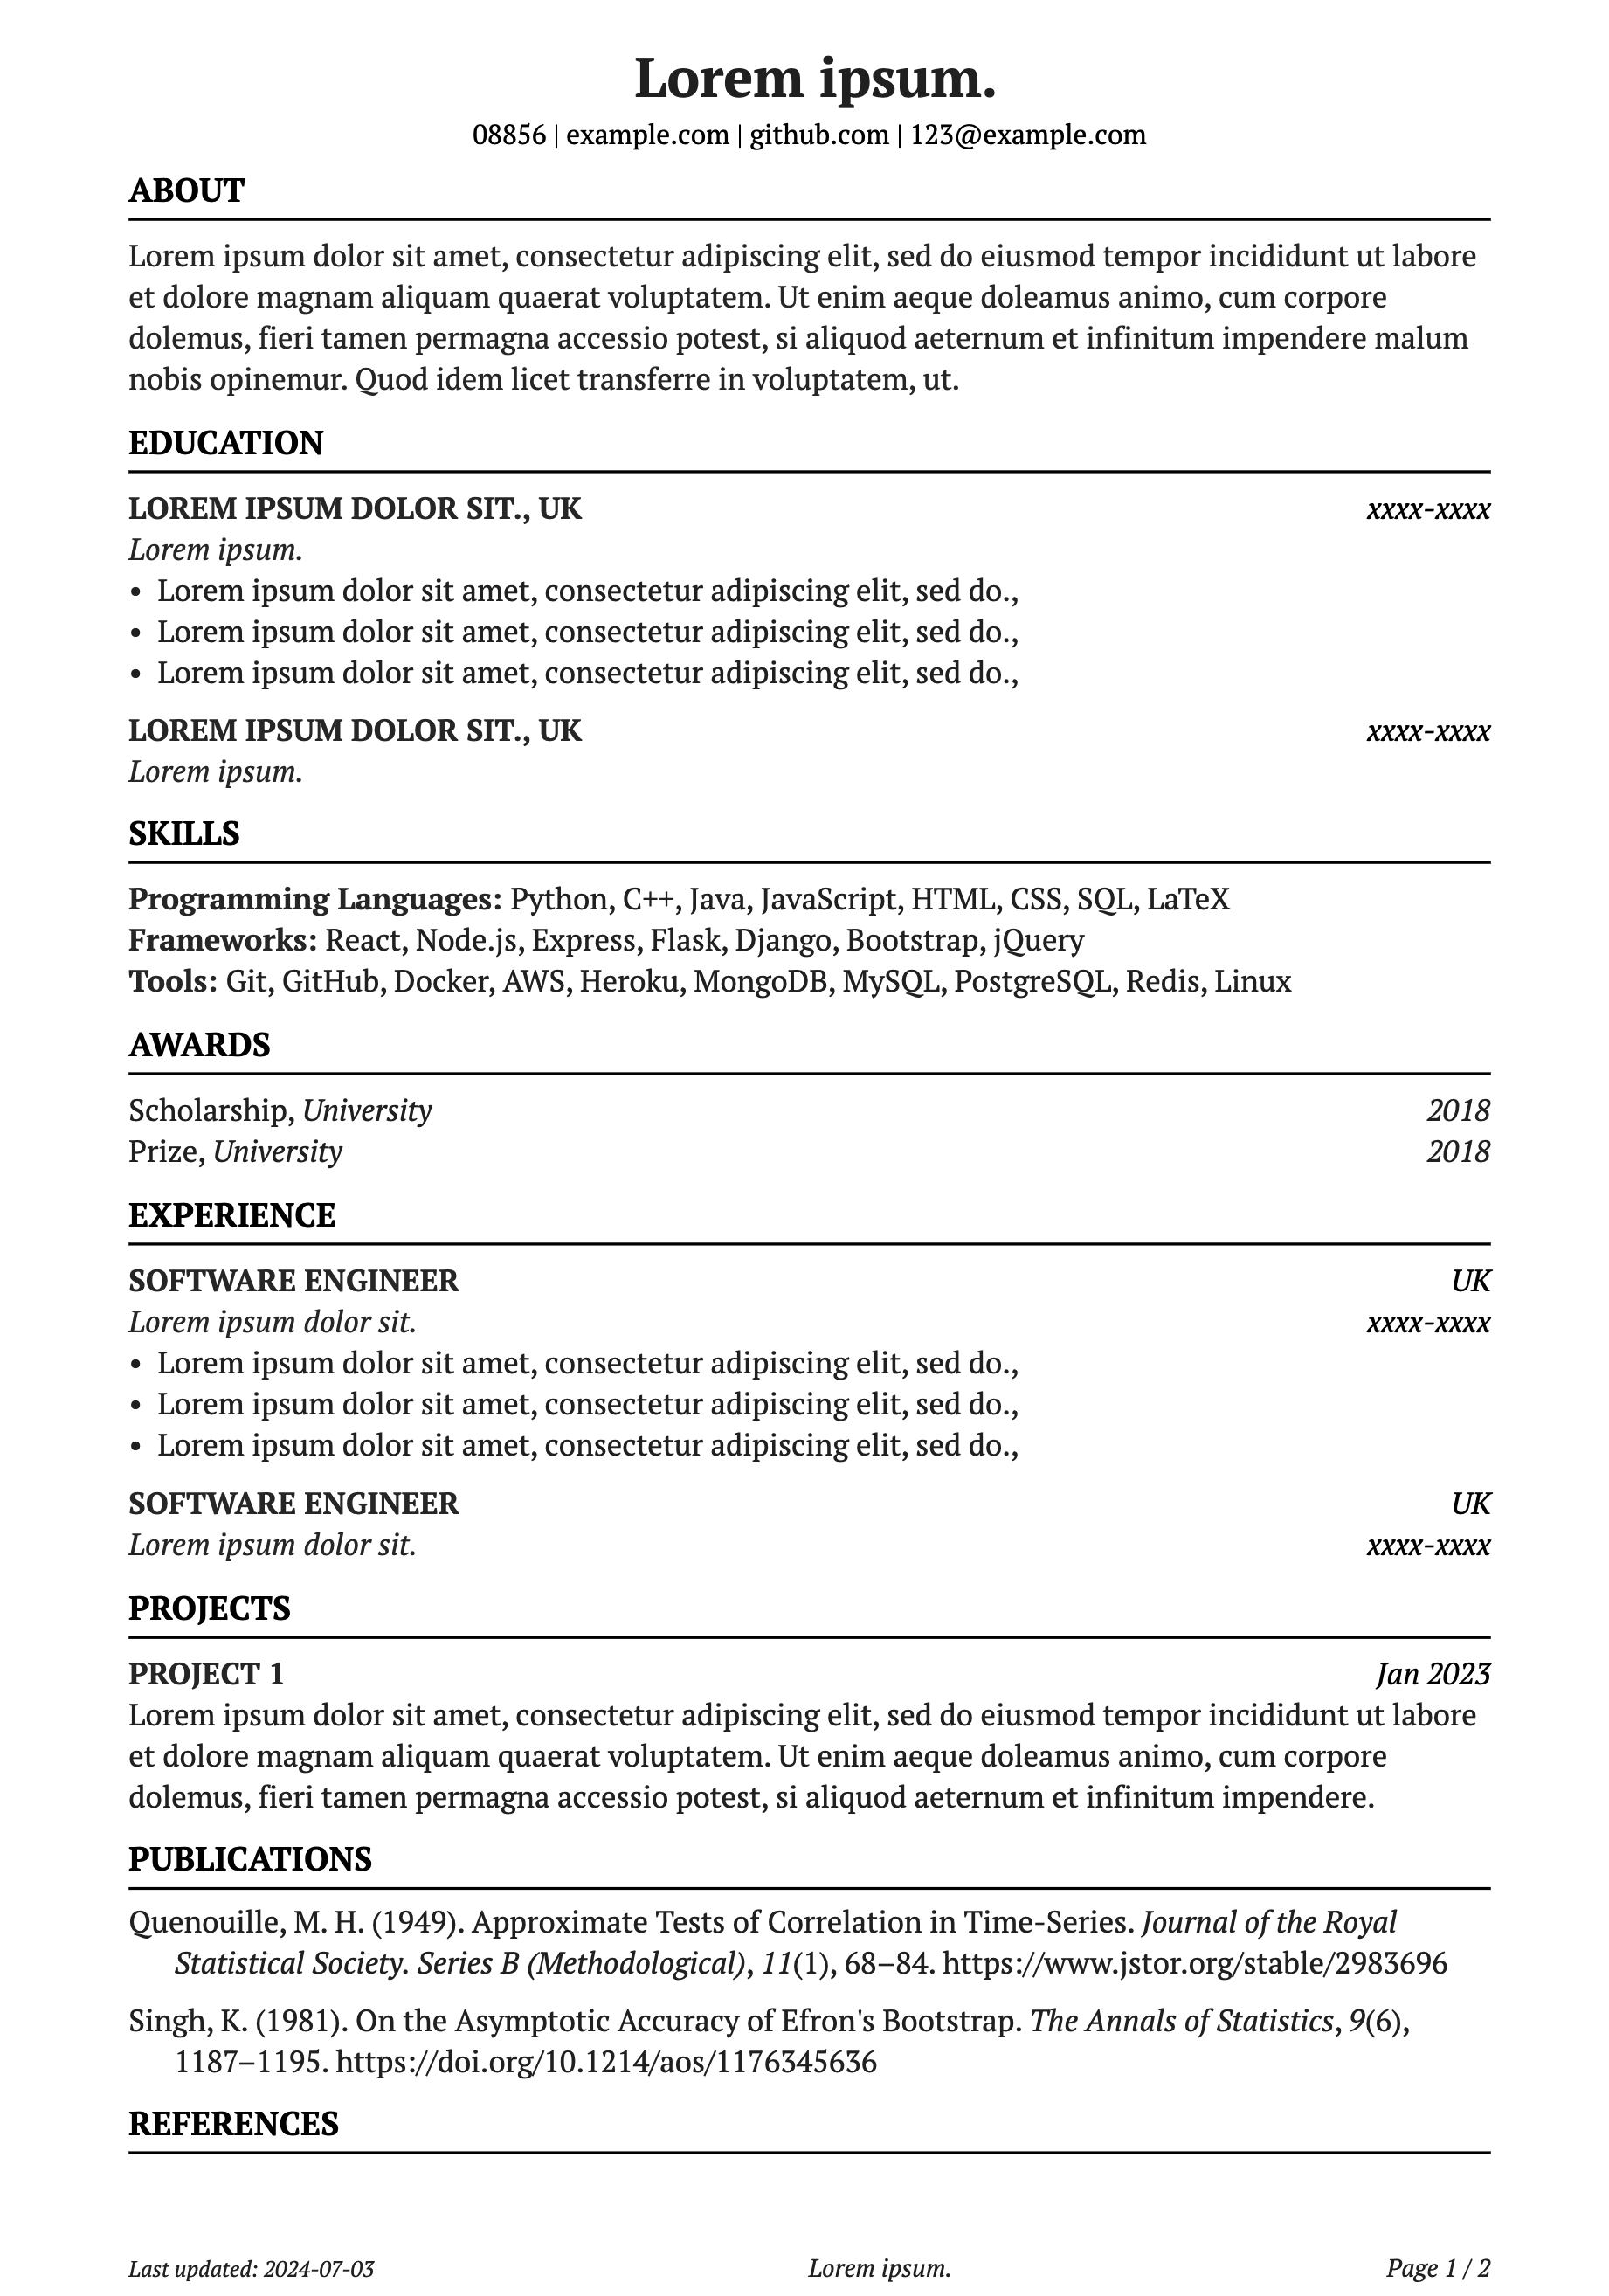 Lorem ipsum.
08856 | example.com | github.com | 123@example.com
ABOUT
Lorem ipsum dolor sit amet, consectetur adipiscing elit, sed do eiusmod tempor incididunt ut labore
et dolore magnam aliquam quaerat voluptatem. Ut enim aeque doleamus animo, cum corpore
dolemus, fieri tamen permagna accessio potest, si aliquod aeternum et infinitum impendere malum
nobis opinemur. Quod idem licet transferre in voluptatem, ut.
EDUCATION
LOREM IPSUM DOLOR SIT., UK xxxx-xxxx
Lorem ipsum.
• Lorem ipsum dolor sit amet, consectetur adipiscing elit, sed do.,
• Lorem ipsum dolor sit amet, consectetur adipiscing elit, sed do.,
• Lorem ipsum dolor sit amet, consectetur adipiscing elit, sed do.,
LOREM IPSUM DOLOR SIT., UK xxxx-xxxx
Lorem ipsum.
SKILLS
Programming Languages: Python, C++, Java, JavaScript, HTML, CSS, SQL, LaTeX
Frameworks: React, Node.js, Express, Flask, Django, Bootstrap, jQuery
Tools: Git, GitHub, Docker, AWS, Heroku, MongoDB, MySQL, PostgreSQL, Redis, Linux
AWARDS
Scholarship, University 2018
Prize, University 2018
EXPERIENCE
SOFTWARE ENGINEER UK
Lorem ipsum dolor sit. xxxx-xxxx
• Lorem ipsum dolor sit amet, consectetur adipiscing elit, sed do.,
• Lorem ipsum dolor sit amet, consectetur adipiscing elit, sed do.,
• Lorem ipsum dolor sit amet, consectetur adipiscing elit, sed do.,
SOFTWARE ENGINEER UK
Lorem ipsum dolor sit. xxxx-xxxx
PROJECTS
PROJECT 1 Jan 2023
Lorem ipsum dolor sit amet, consectetur adipiscing elit, sed do eiusmod tempor incididunt ut labore
et dolore magnam aliquam quaerat voluptatem. Ut enim aeque doleamus animo, cum corpore
dolemus, fieri tamen permagna accessio potest, si aliquod aeternum et infinitum impendere.
PUBLICATIONS
Quenouille, M. H. (1949). Approximate Tests of Correlation in Time-Series. Journal of the Royal
Statistical Society. Series B (Methodological), 11(1), 68–84. https://www.jstor.org/stable/2983696
Singh, K. (1981). On the Asymptotic Accuracy of Efron's Bootstrap. The Annals of Statistics, 9(6),
1187–1195. https://doi.org/10.1214/aos/1176345636
REFERENCES
Last updated: 2024-07-03 Lorem ipsum. Page 1 / 2